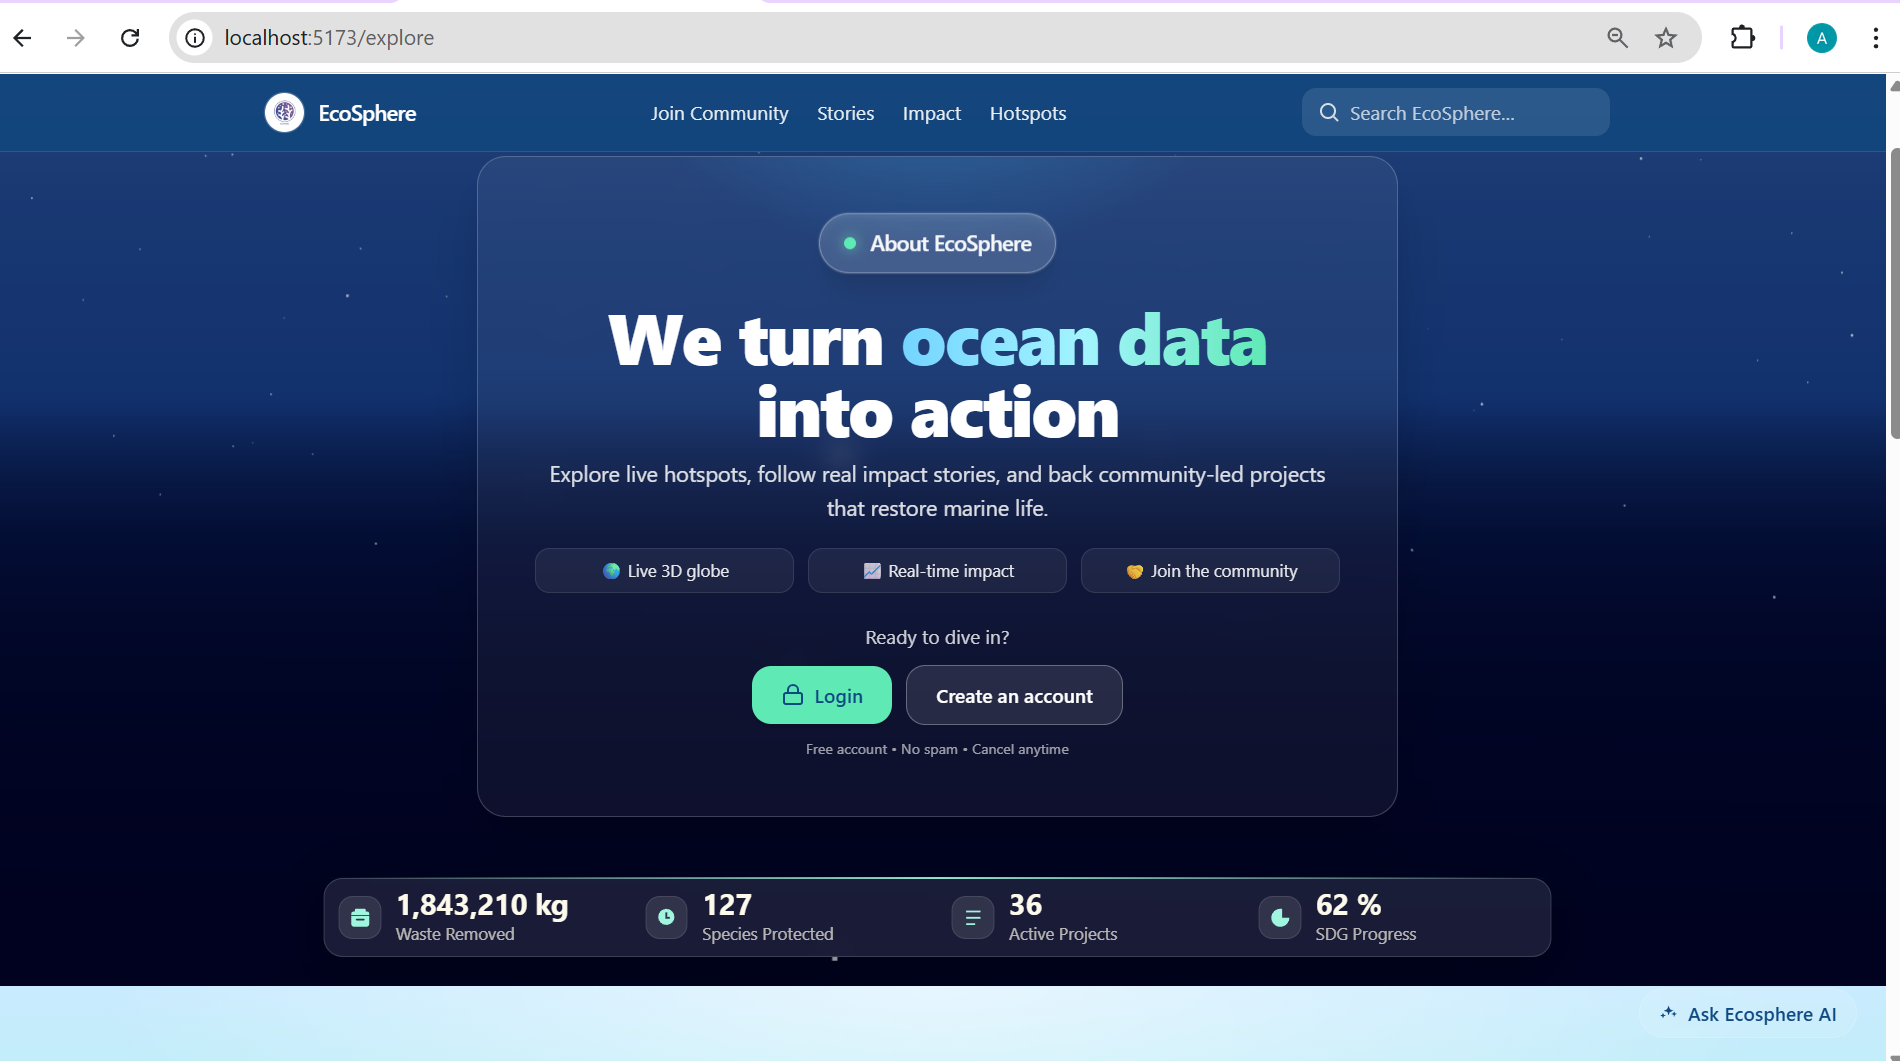 localhost:5173/explore
A
EcoSphere
Join Community
Stories
Impact
Hotspots
Search EcoSphere...
About EcoSphere
We turn ocean data
into action
Explore live hotspots, follow real impact stories, and back community-led projects
that restore marine life.
Live 3D globe
Real-time impact
Join the community
Ready to dive in?
Login
Create an account
Free account • No spam • Cancel anytime
1,843,210 kg
Waste Removed
127
Species Protected
36
Active Projects
62 %
SDG Progress
Ask Ecosphere AI